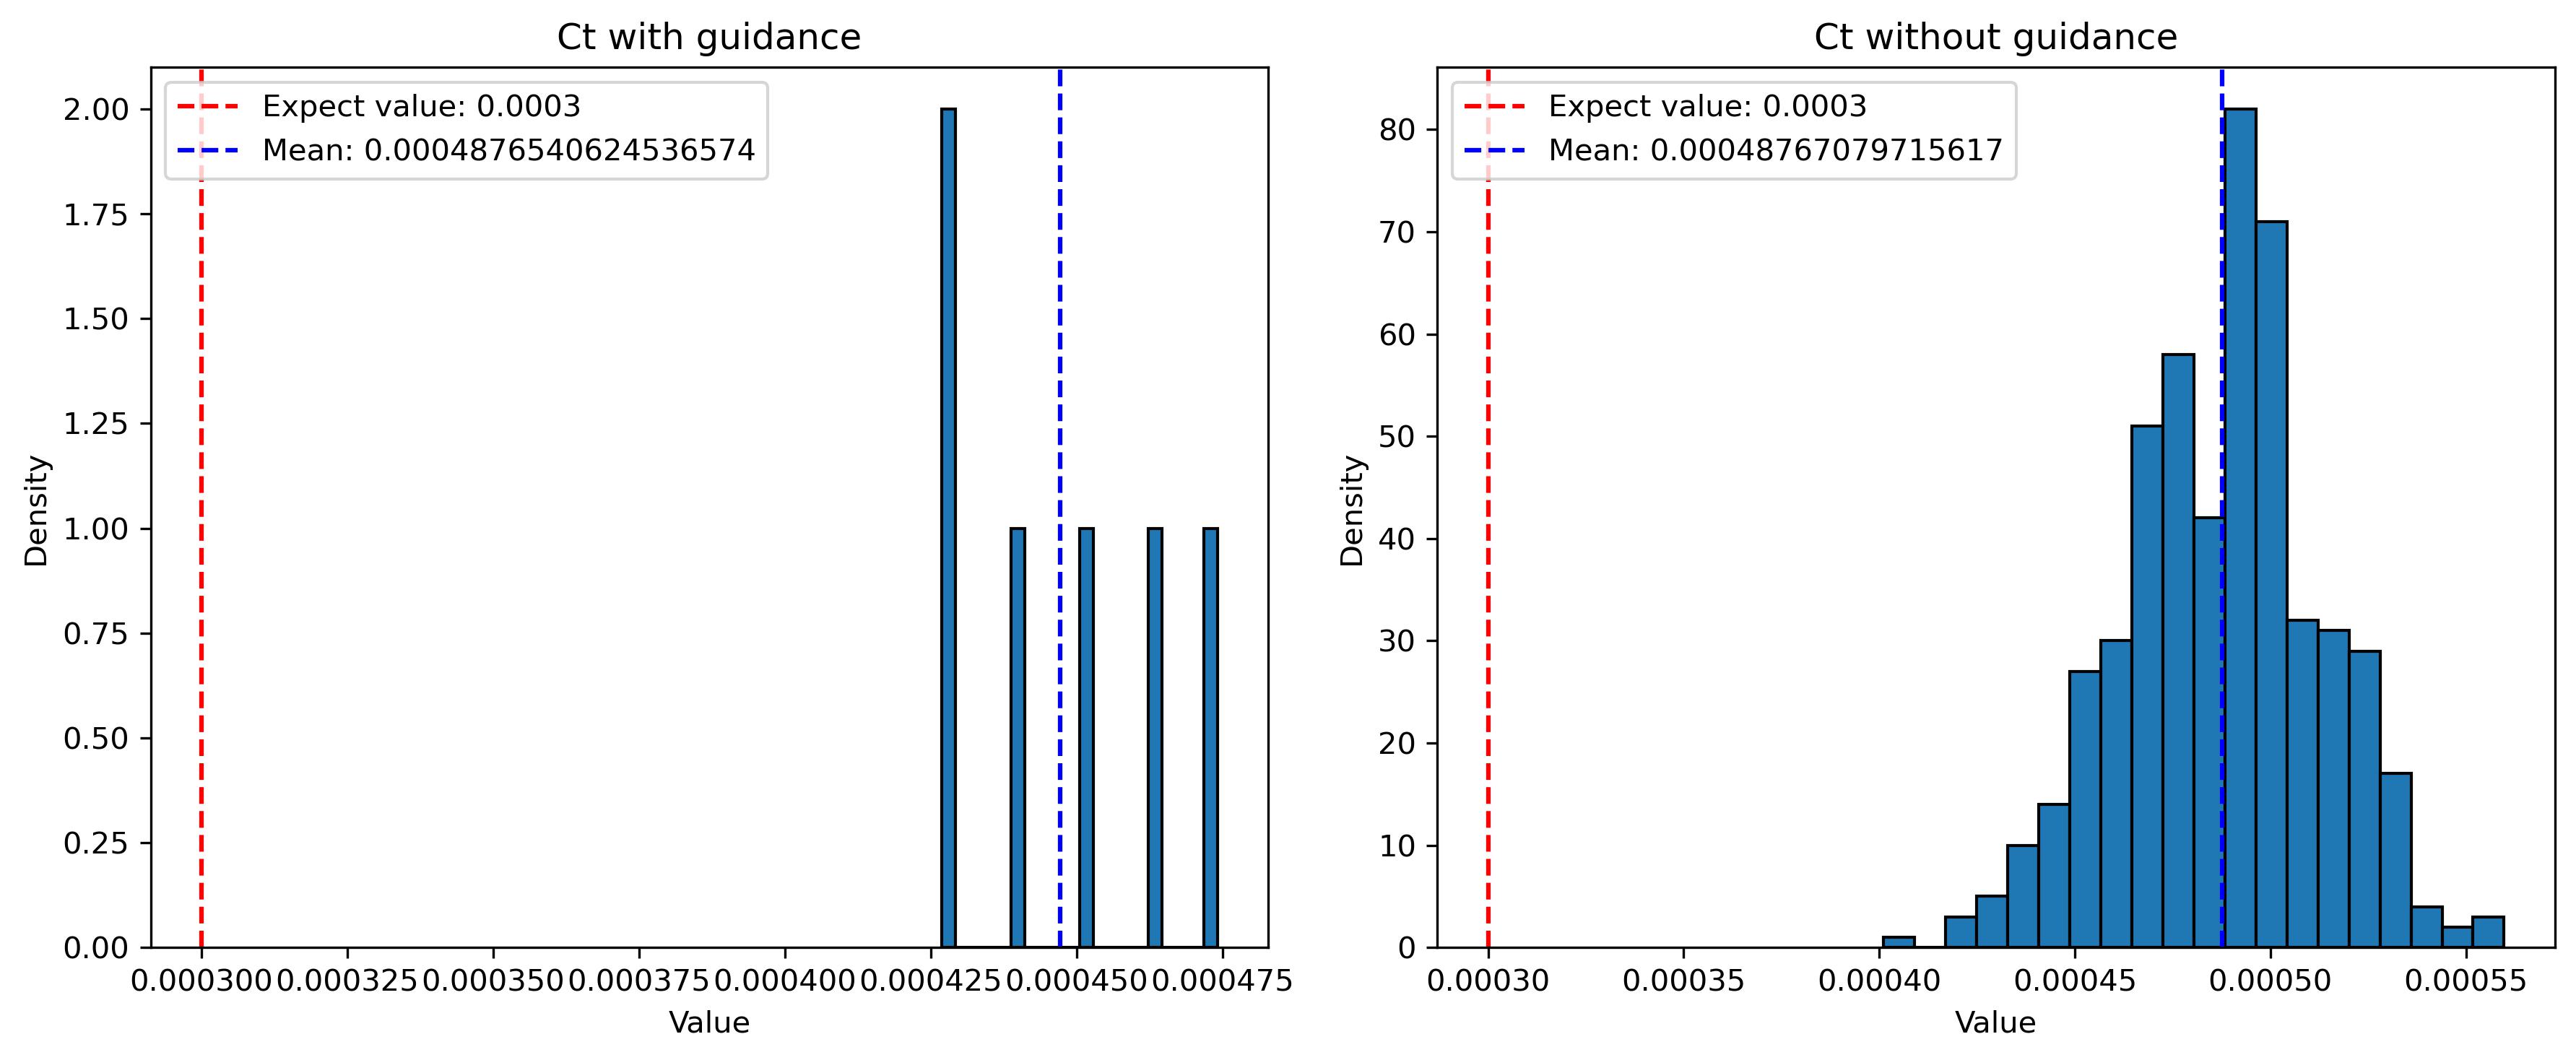 Ct with guidance
Expect value: 0.0003
Mean: 0.0004876540624536574
2.00
1.75
1.50
1.25
1.00
0.75
0.50
0.25
0.00
Density
0.000300 0.000325 0.000350 0.000375 0.000400 0.000425 0.000450 0.000475
Value
Ct without guidance
Expect value: 0.0003
Mean: 0.00048767079715617
80
70
60
50
40
30
20
10
0
Density
0.00030 0.00035 0.00040 0.00045 0.00050 0.00055
Value